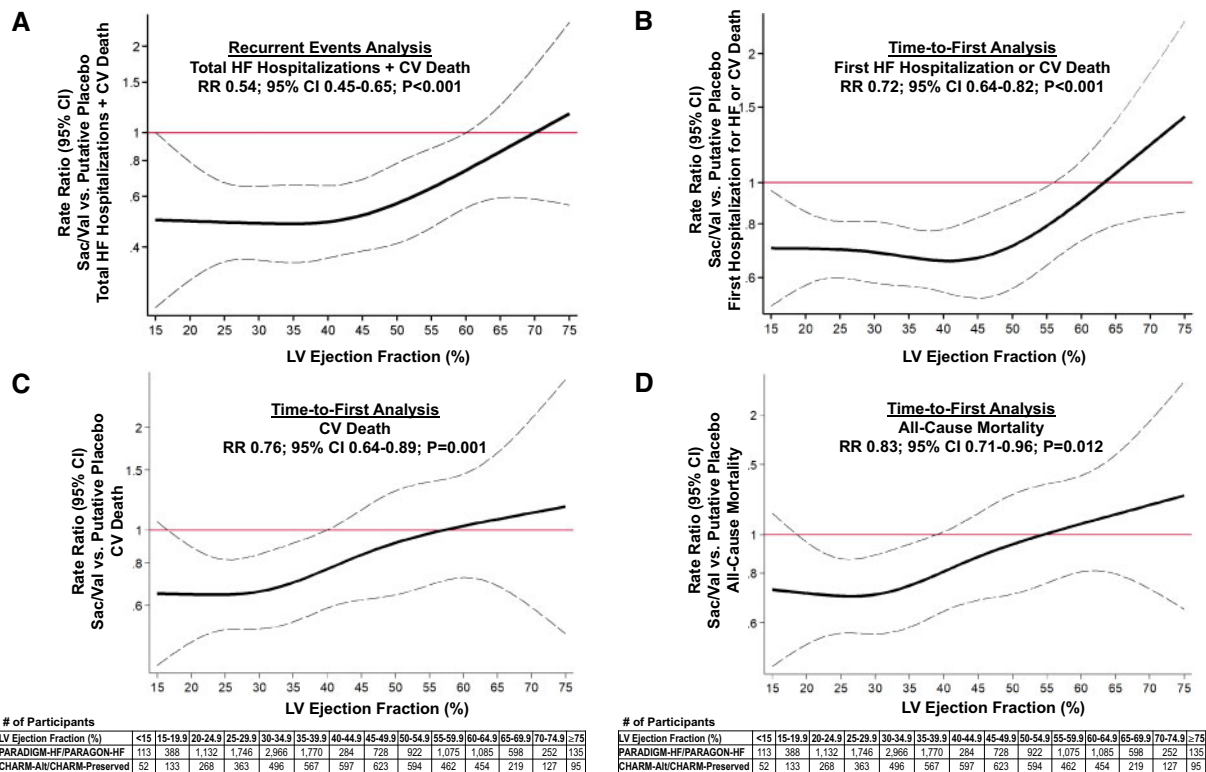 A
Recurrent Events Analysis
Total HF Hospitalizations + CV Death
RR 0.54; 95% CI 0.45-0.65; P<0.001
Rate Ratio (95% CI)
Sac/Val vs. Putative Placebo
Total HF Hospitalizations + CV Death
2
1.5
1
.8
.6
.4
15 20 25 30 35 40 45 50 55 60 65 70 75
LV Ejection Fraction (%)
B
Time-to-First Analysis
First HF Hospitalization or CV Death
RR 0.72; 95% CI 0.64-0.82; P<0.001
Rate Ratio (95% CI)
Sac/Val vs. Putative Placebo
First Hospitalization for HF or CV Death
2
1.5
1
.8
.6
15 20 25 30 35 40 45 50 55 60 65 70 75
LV Ejection Fraction (%)
C
Time-to-First Analysis
CV Death
RR 0.76; 95% CI 0.64-0.89; P=0.001
Rate Ratio (95% CI)
Sac/Val vs. Putative Placebo
CV Death
2
1.5
1
.8
.6
15 20 25 30 35 40 45 50 55 60 65 70 75
LV Ejection Fraction (%)
D
Time-to-First Analysis
All-Cause Mortality
RR 0.83; 95% CI 0.71-0.96; P=0.012
Rate Ratio (95% CI)
Sac/Val vs. Putative Placebo
All-Cause Mortality
2
.5
1
.8
.6
15 20 25 30 35 40 45 50 55 60 65 70 75
LV Ejection Fraction (%)
# of Participants
LV Ejection Fraction (%) <15 15-19.9 20-24.9 25-29.9 30-34.9 35-39.9 40-44.9 45-49.9 50-54.9 55-59.9 60-64.9 65-69.9 70-74.9 ≥75
PARADIGM-HF/PARAGON-HF 113 388 1,132 1,746 2,966 1,770 284 728 922 1,075 1,085 598 252 135
CHARM-Alt/CHARM-Preserved 52 133 268 363 496 567 597 623 594 462 454 219 127 95
# of Participants
LV Ejection Fraction (%) <15 15-19.9 20-24.9 25-29.9 30-34.9 35-39.9 40-44.9 45-49.9 50-54.9 55-59.9 60-64.9 65-69.9 70-74.9 ≥75
PARADIGM-HF/PARAGON-HF 113 388 1,132 1,746 2,966 1,770 284 728 922 1,075 1,085 598 252 135
CHARM-Alt/CHARM-Preserved 52 133 268 363 496 567 597 623 594 462 454 219 127 95